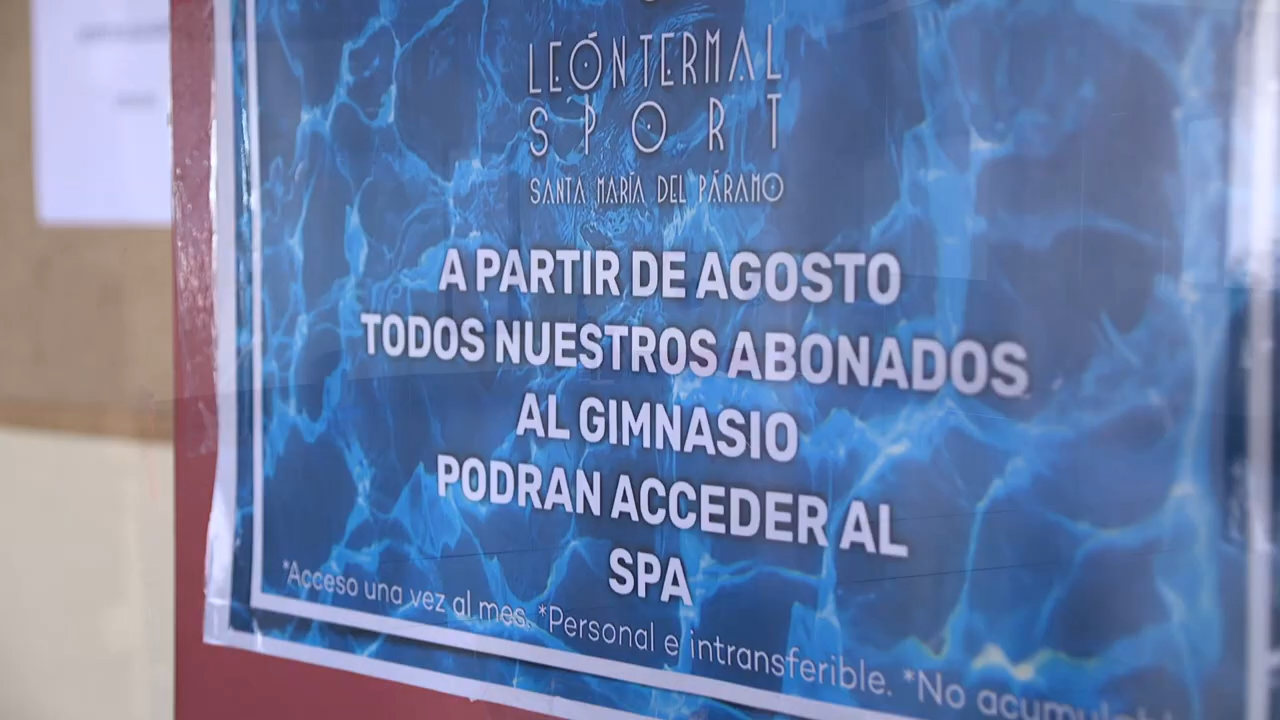 LEÓNTERMAL
SPORT
SANTA MARÍA DEL PÁRAMO
A PARTIR DE AGOSTO
TODOS NUESTROS ABONADOS
AL GIMNASIO
PODRAN ACCEDER AL
SPA
*Acceso una vez al mes. *Personal e intransferible. *No